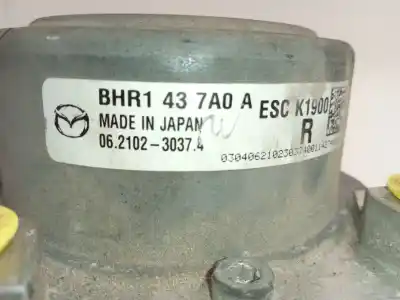 BHR1 43 7A0 A ESC K1900
MADE IN JAPAN R
06.2102-3037.4